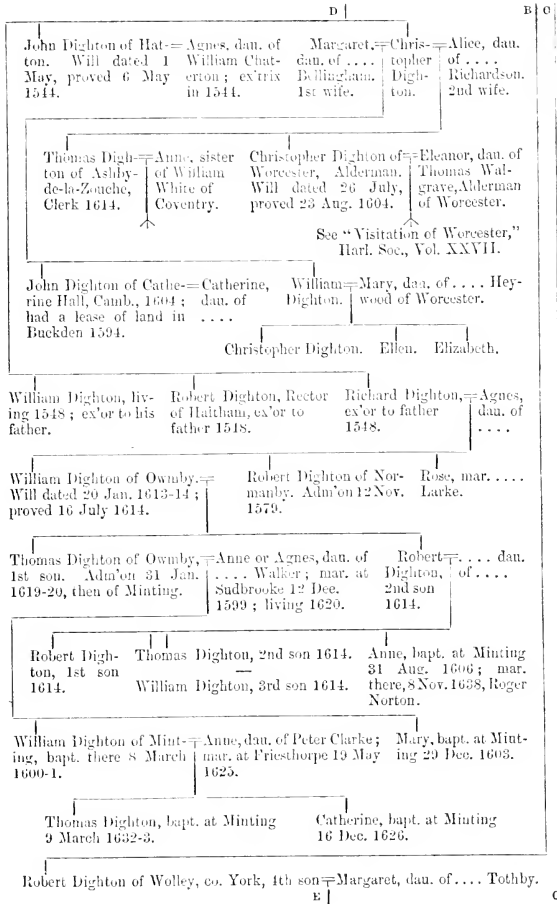 D B C
John Dighton of Hat-= Agnes, dau. of Margaret,=Chris-=Alice, dau.
ton. Will dated 1 William Chat- dau. of .... topher of ....
May, proved 6 May erton; ex'trix Bellingham. Digh- Richardson.
1544. in 1544. 1st wife. ton. 2nd wife.
Thomas Digh-=Anne, sister Christopher Dighton of=Eleanor, dau. of
ton of Ashby- of William Worcester, Alderman. Thomas Wal-
de-la-Zouche, White of Will dated 26 July, grave, Alderman
Clerk 1614. Coventry. proved 23 Aug. 1604. of Worcester.
See "Visitation of Worcester,"
Harl. Soc., Vol. XXVII.
John Dighton of Cathe-=Catherine, William=Mary, dau. of .... Hey-
rine Hall, Camb., 1604; dau. of Dighton. wood of Worcester.
had a lease of land in ....
Buckden 1594.
Christopher Dighton. Ellen. Elizabeth.
William Dighton, liv- Robert Dighton, Rector Richard Dighton,=Agnes,
ing 1548; ex'or to his of Haltham, ex'or to ex'or to father dau. of
father. father 1548. 1548. ....
William Dighton of Owmby.= Robert Dighton of Nor- Rose, mar. .....
Will dated 20 Jan. 1613-14; manby. Adm'on 12 Nov. Larke.
proved 16 July 1614. 1579.
Thomas Dighton of Owmby,=Anne or Agnes, dau. of Robert=.... dau.
1st son. Adm'on 31 Jan. .... Walker; mar. at Dighton, of ....
1619-20, then of Minting. Sudbrooke 12 Dec. 2nd son
1599; living 1620. 1614.
Robert Digh- Thomas Dighton, 2nd son 1614. Anne, bapt. at Minting
ton, 1st son — 31 Aug. 1606; mar.
1614. William Dighton, 3rd son 1614. there, 8 Nov. 1638, Roger
Norton.
William Dighton of Mint-=Anne, dau. of Peter Clarke; Mary, bapt. at Mint-
ing, bapt. there 8 March mar. at Friesthorpe 19 May ing 29 Dec. 1603.
1600-1. 1625.
Thomas Dighton, bapt. at Minting Catherine, bapt. at Minting
9 March 1632-3. 16 Dec. 1626.
Robert Dighton of Wolley, co. York, 4th son=Margaret, dau. of .... Tothby.
E C